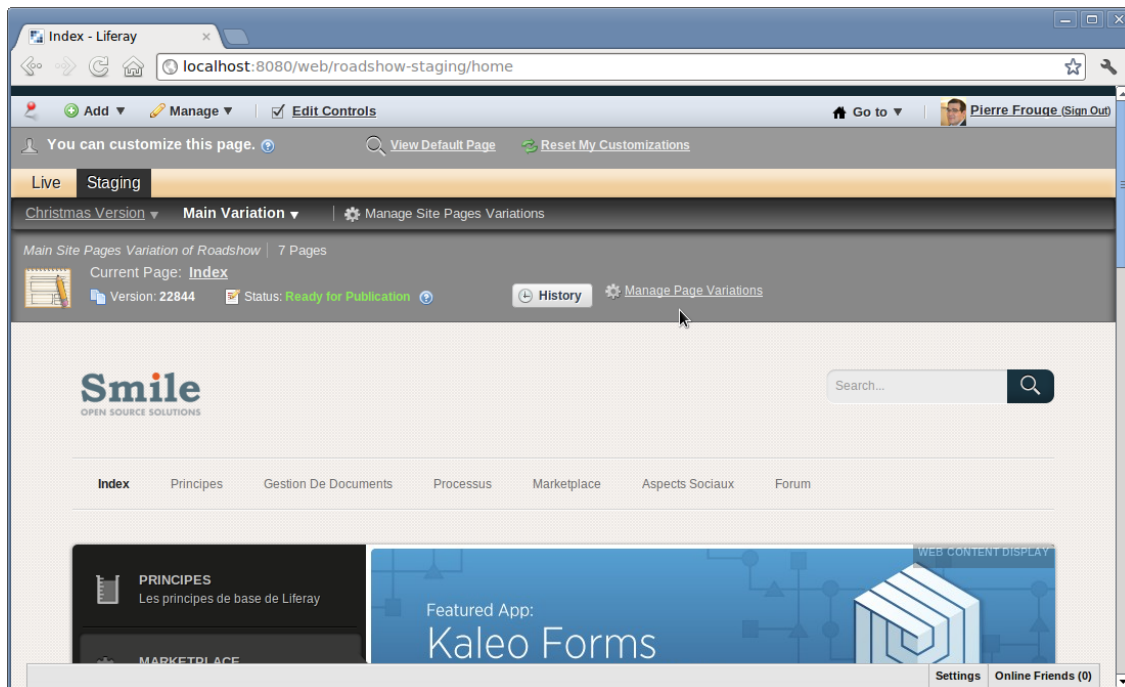 Index - Liferay
localhost:8080/web/roadshow-staging/home
Add Manage Edit Controls Go to Pierre Frouge (Sign Out)
You can customize this page. View Default Page Reset My Customizations
Live Staging
Christmas Version Main Variation Manage Site Pages Variations
Main Site Pages Variation of Roadshow 7 Pages
Current Page: Index
Version: 22844 Status: Ready for Publication History Manage Page Variations
Smile
OPEN SOURCE SOLUTIONS
Search...
Index Principes Gestion De Documents Processus Marketplace Aspects Sociaux Forum
WEB CONTENT DISPLAY
PRINCIPES
Les principes de base de Liferay
Featured App:
Kaleo Forms
MARKETPLACE
Settings Online Friends (0)